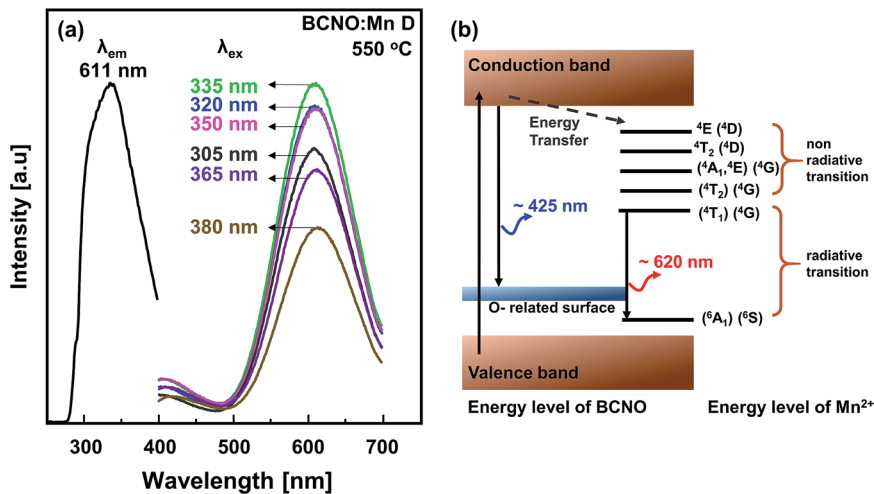 (a)
BCNO:Mn D
550 °C
λem
611 nm
λex
335 nm
320 nm
350 nm
305 nm
365 nm
380 nm
Intensity [a.u]
300 400 500 600 700
Wavelength [nm]
(b)
Conduction band
Energy
Transfer
⁴E (⁴D)
⁴T₂ (⁴D)
(⁴A₁,⁴E) (⁴G)
(⁴T₂) (⁴G)
(⁴T₁) (⁴G)
non
radiative
transition
~ 425 nm
~ 620 nm
radiative
transition
O- related surface
(⁶A₁) (⁶S)
Valence band
Energy level of BCNO
Energy level of Mn²⁺